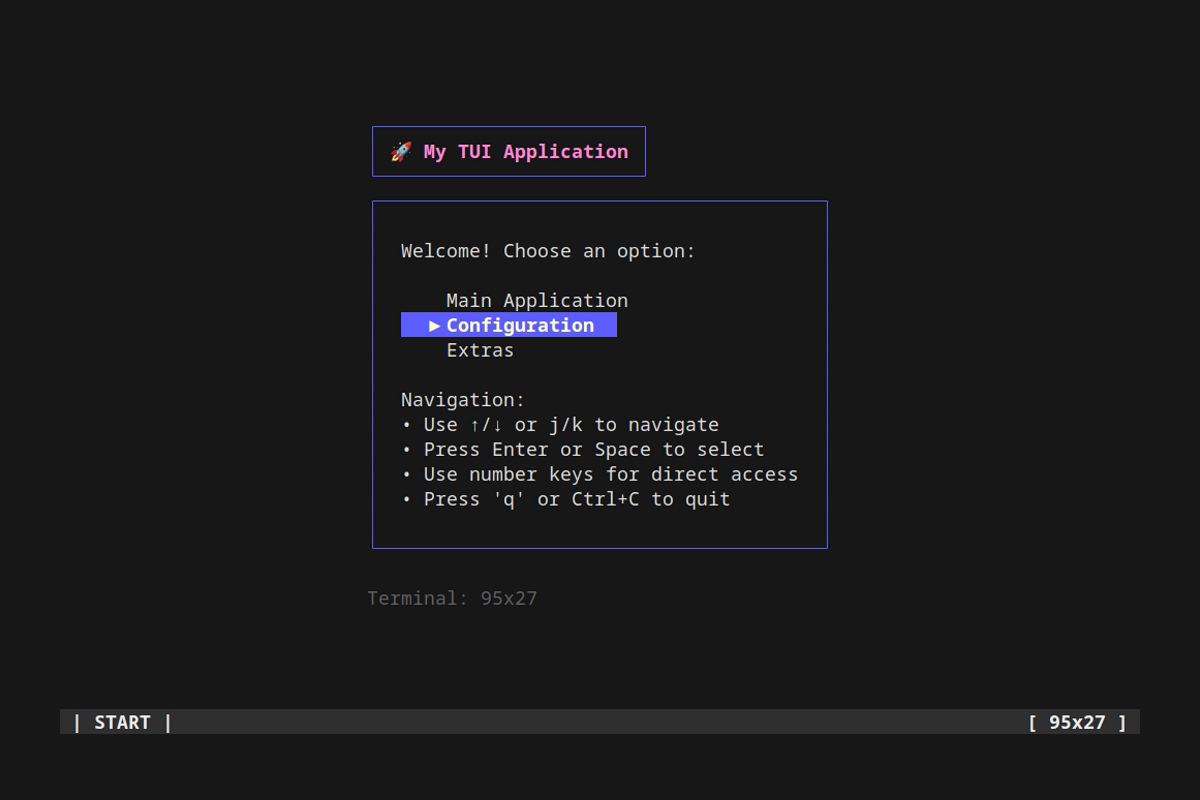 🚀 My TUI Application
Welcome! Choose an option:
Main Application
▶ Configuration
Extras
Navigation:
• Use ↑/↓ or j/k to navigate
• Press Enter or Space to select
• Use number keys for direct access
• Press 'q' or Ctrl+C to quit
Terminal: 95x27
| START | [ 95x27 ]